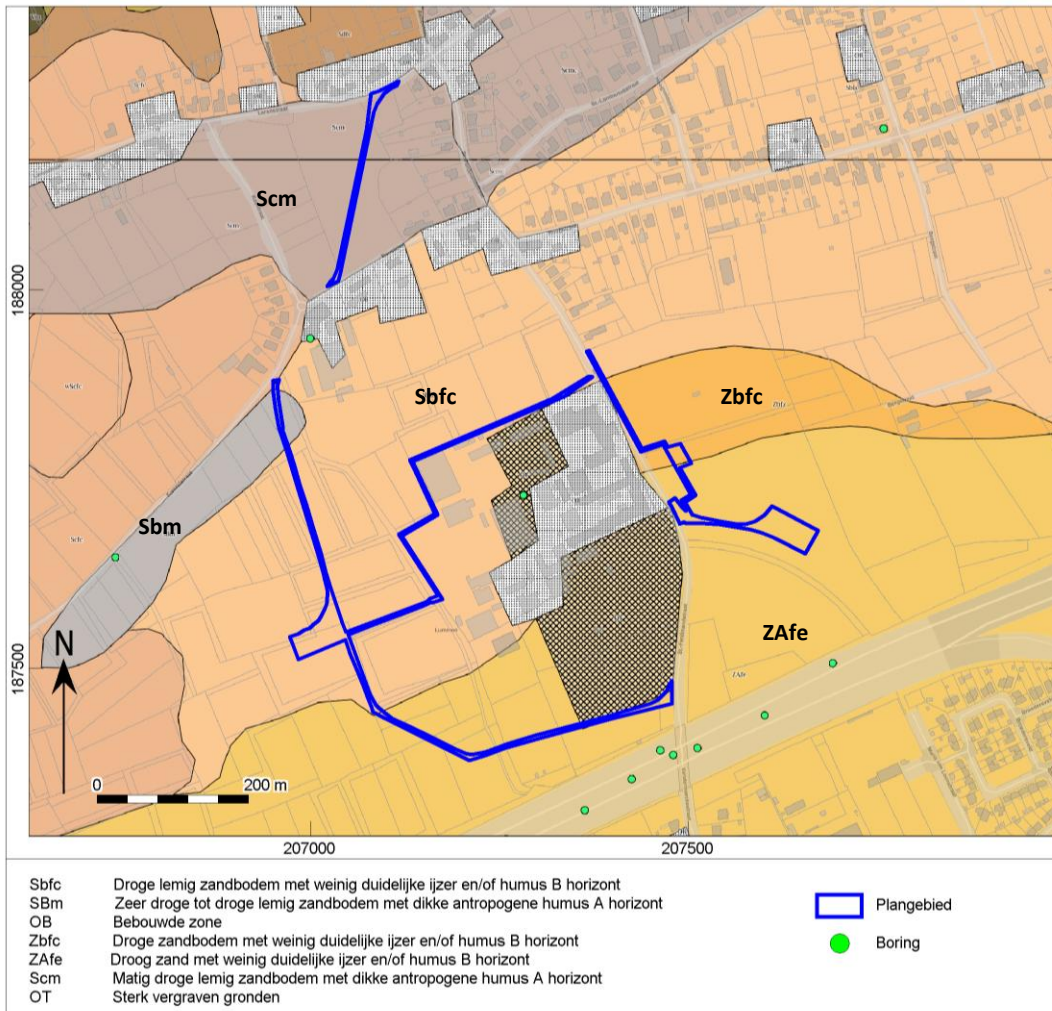 Scm
188000
Sbfc
Zbfc
Sbm
ZAfe
187500
N
0 200 m
207000 207500
Sbfc Droge lemig zandbodem met weinig duidelijke ijzer en/of humus B horizont
SBm Zeer droge tot droge lemig zandbodem met dikke antropogene humus A horizont
OB Bebouwde zone
Zbfc Droge zandbodem met weinig duidelijke ijzer en/of humus B horizont
ZAfe Droog zand met weinig duidelijke ijzer en/of humus B horizont
Scm Matig droge lemig zandbodem met dikke antropogene humus A horizont
OT Sterk vergraven gronden
Plangebied
Boring